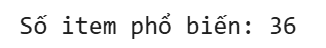 Số item phổ biến: 36